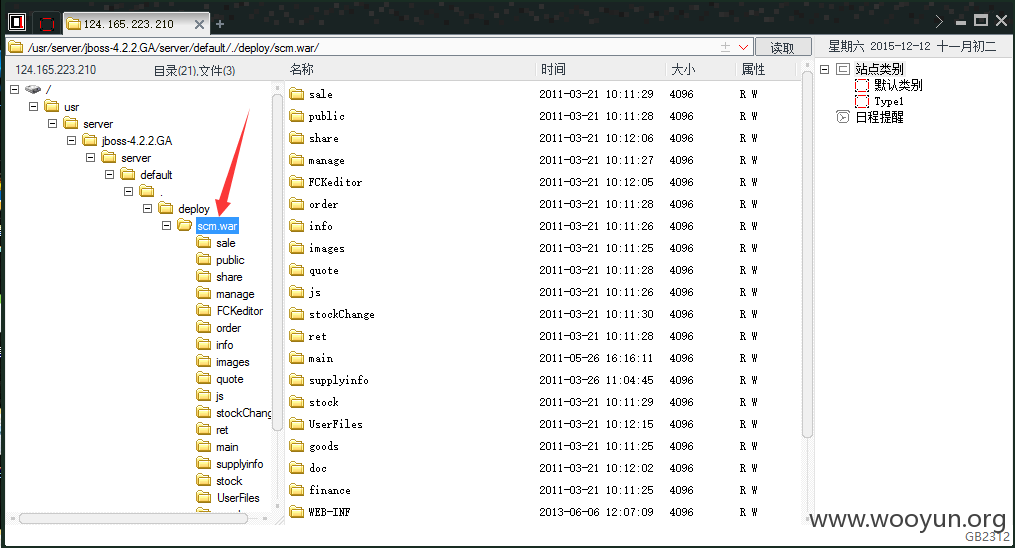 124.165.223.210
/usr/server/jboss-4.2.2.GA/server/default/./deploy/scm.war/
读取
星期六 2015-12-12 十一月初二
124.165.223.210 目录(21),文件(3)
/
usr
server
jboss-4.2.2.GA
server
default
.
deploy
scm.war
sale
public
share
manage
FCKeditor
order
info
images
quote
js
stockChang
ret
main
supplyinfo
stock
UserFiles
名称 时间 大小 属性
sale 2011-03-21 10:11:29 4096 R W
public 2011-03-21 10:11:28 4096 R W
share 2011-03-21 10:12:06 4096 R W
manage 2011-03-21 10:11:27 4096 R W
FCKeditor 2011-03-21 10:12:05 4096 R W
order 2011-03-21 10:11:28 4096 R W
info 2011-03-21 10:11:26 4096 R W
images 2011-03-21 10:11:25 4096 R W
quote 2011-03-21 10:11:28 4096 R W
js 2011-03-21 10:11:26 4096 R W
stockChange 2011-03-21 10:11:30 4096 R W
ret 2011-03-21 10:11:28 4096 R W
main 2011-05-26 16:16:11 4096 R W
supplyinfo 2011-03-26 11:04:45 4096 R W
stock 2011-03-21 10:11:29 4096 R W
UserFiles 2011-03-21 10:12:15 4096 R W
goods 2011-03-21 10:11:25 4096 R W
doc 2011-03-21 10:12:02 4096 R W
finance 2011-03-21 10:11:25 4096 R W
WEB-INF 2013-06-06 12:07:09 4096 R W
站点类别
默认类别
Type1
日程提醒
www.wooyun.org
GB2312